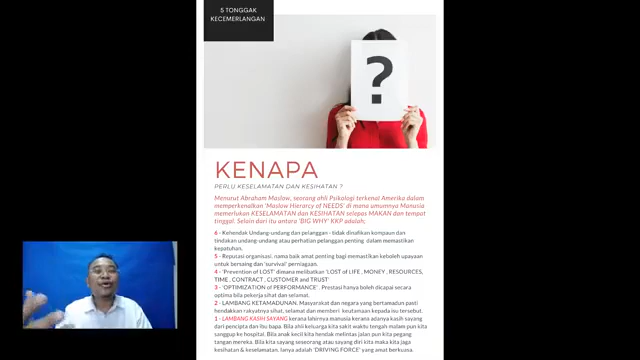 5 TONGGAK
KECEMERLANGAN
?
KENAPA
PERLU KESELAMATAN DAN KESIHATAN ?
Menurut Abraham Maslow, seorang ahli Psikologi terkenal Amerika dalam
memperkenalkan 'Maslow Hierarcy of NEEDS' di mana umumnya Manusia
memerlukan KESELAMATAN dan KESIHATAN selepas MAKAN dan tempat
tinggal. Selain dari itu antara 'BIG WHY' KKP adalah;
6 - Kehendak Undang-undang dan pelanggan - tidak dinafikan kompaun dan
tindakan undang-undang atau perhatian pelanggan penting dalam memastikan
kepatuhan.
5 - Reputasi organisasi, nama baik amat penting bagi memastikan keboleh upayaan
untuk bersaing dan 'survival' perniagaan.
4 - 'Prevention of LOST' dimana melibatkan 'LOST of LIFE , MONEY , RESOURCES,
TIME , CONTRACT , CUSTOMER and TRUST'
3 - 'OPTIMIZATION of PERFORMANCE'. Prestasi hanya boleh dicapai secara
optima bila pekerja sihat dan selamat.
2 - LAMBANG KETAMADUNAN. Masyarakat dan negara yang bertamadun pasti
hendakkan rakyatnya sihat, selamat dan memberi keutamaan kepada isu tersebut.
1 - LAMBANG KASIH SAYANG kerana lahirnya manusia kerana adanya kasih sayang
dari pencipta dan ibu bapa. Bila ahli keluarga kita sakit waktu tengah malam pun kita
sanggup ke hospital. Bila anak kecil kita hendak melintas jalan pun kita pegang
tangan mereka. Bila kita sayang seseorang atau sayang diri kita maka kita jaga
kesihatan & keselamatan. Ianya adalah 'DRIVING FORCE' yang amat berkuasa.